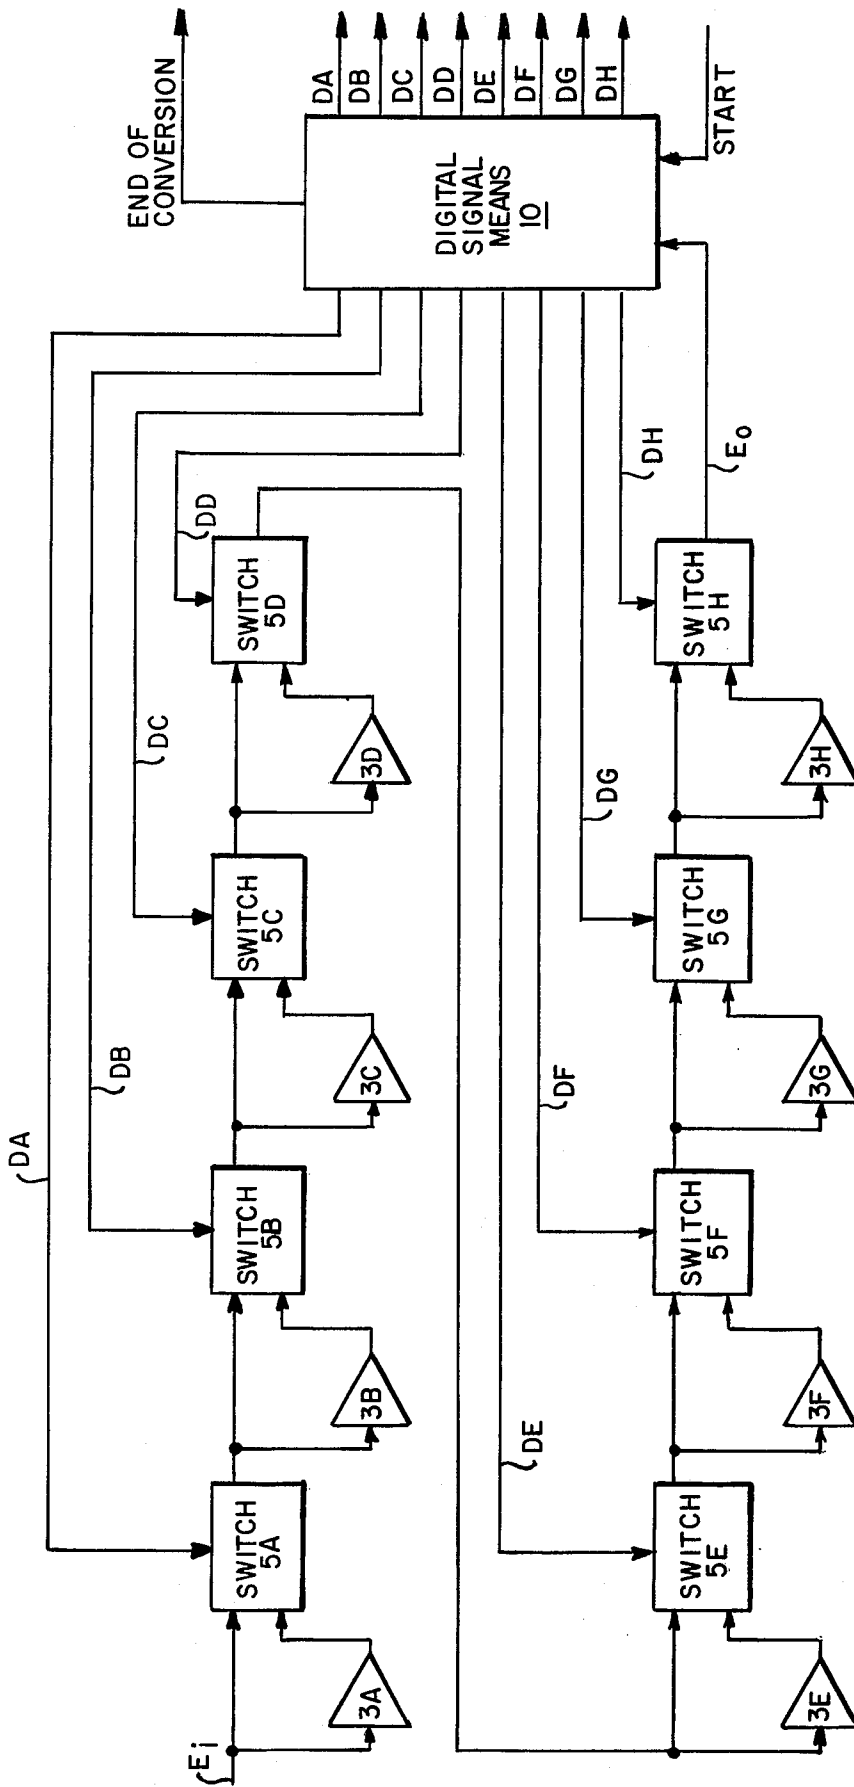 END OF
CONVERSION
DA
DB
DC
DD
DE
DF
DG
DH
START
DIGITAL
SIGNAL
MEANS
10
DA
DB
DC
DD
Ei
SWITCH
5A
SWITCH
5B
SWITCH
5C
SWITCH
5D
3A
3B
3C
3D
DE
DF
DG
DH
Eo
SWITCH
5E
SWITCH
5F
SWITCH
5G
SWITCH
5H
3E
3F
3G
3H